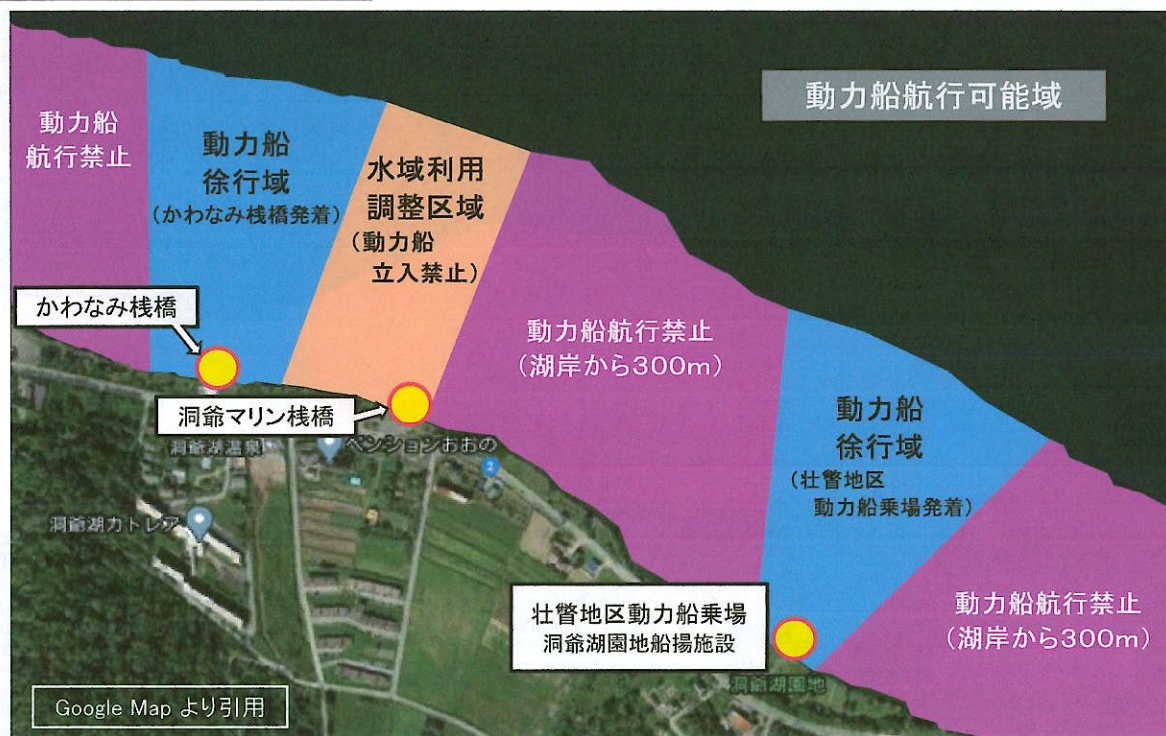 動力船航行可能域
動力船
航行禁止
動力船
徐行域
(かわなみ桟橋発着)
水域利用
調整区域
(動力船
立入禁止)
かわなみ桟橋
動力船航行禁止
(湖岸から300m)
洞爺マリン桟橋
洞爺湖温泉
ペンションおおの
2
動力船
徐行域
(壮瞥地区
動力船乗場発着)
洞爺湖カトレア
壮瞥地区動力船乗場
洞爺湖園地船揚施設
動力船航行禁止
(湖岸から300m)
洞爺湖園地
Google Map より引用